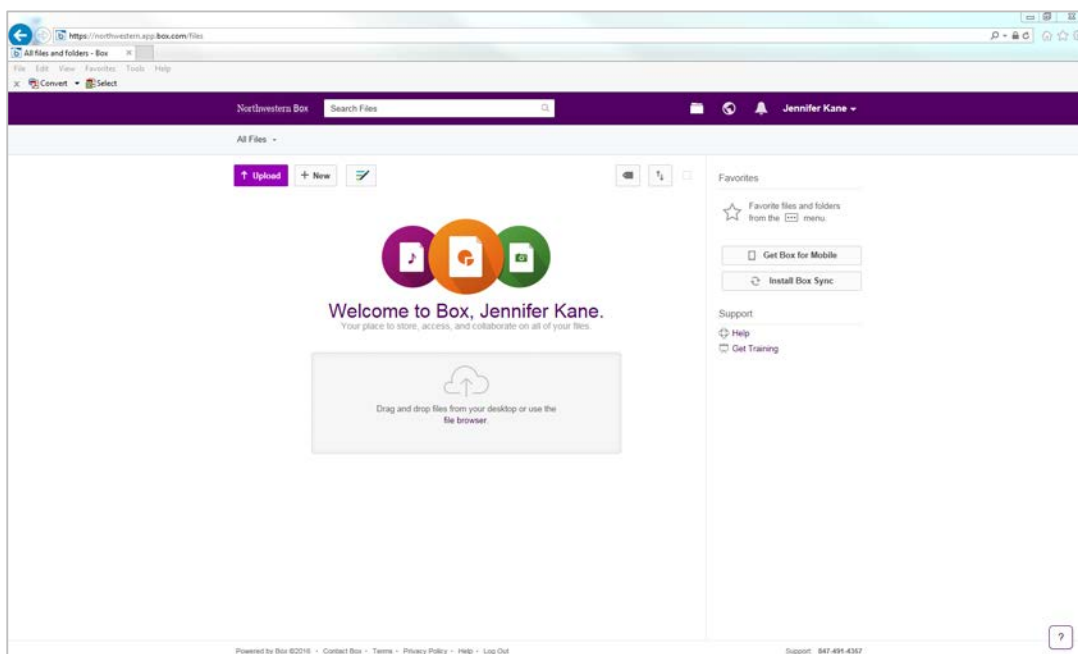 https://northwestern.app.box.com/files
All files and folders - Box
File Edit View Favorites Tools Help
x Convert Select
Northwestern Box Search Files Jennifer Kane
All Files
Upload + New
Favorites
Favorite files and folders
from the ... menu.
Get Box for Mobile
Install Box Sync
Welcome to Box, Jennifer Kane.
Your place to store, access, and collaborate on all of your files.
Support
Help
Get Training
Drag and drop files from your desktop or use the
file browser.
?
Powered by Box ©2016 • Contact Box • Terms • Privacy Policy • Help • Log Out
Support: 847-491-4357